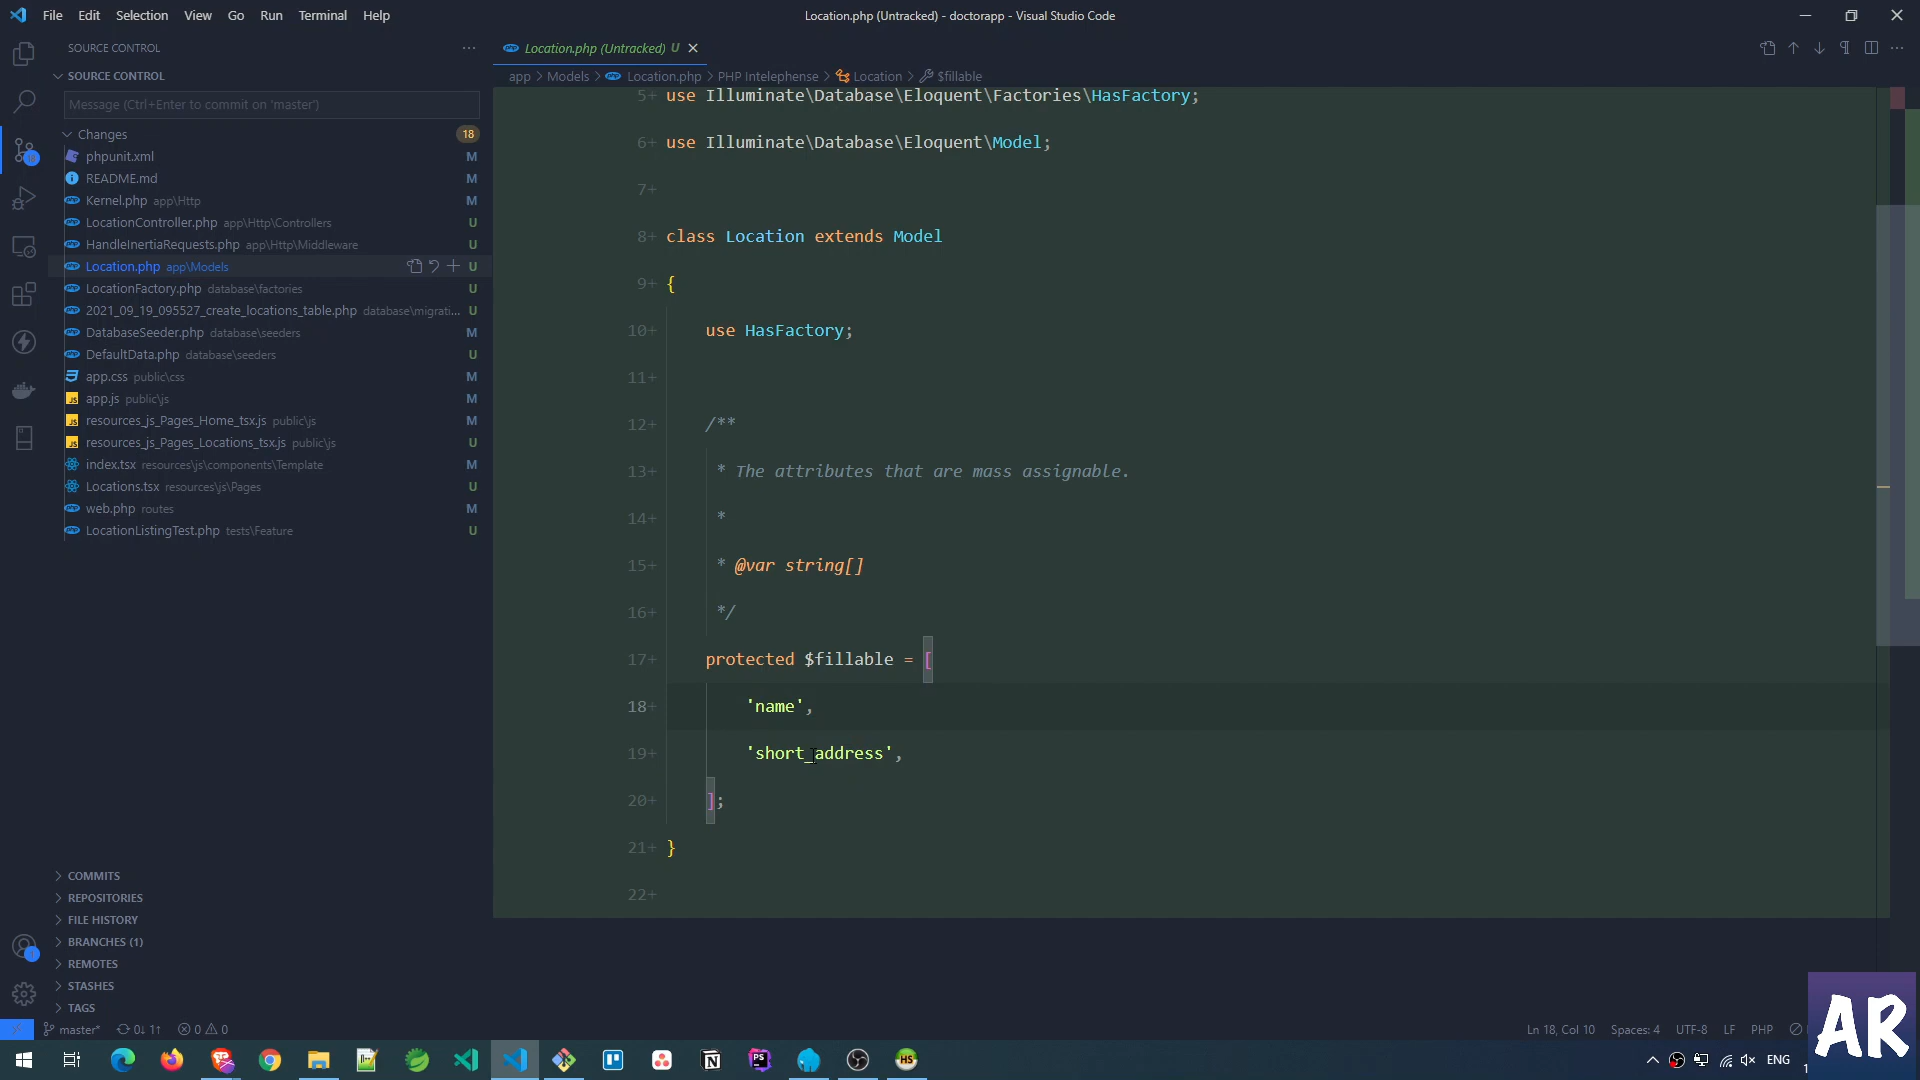 File Edit Selection View Go Run Terminal Help
Location.php (Untracked) - doctorapp - Visual Studio Code
SOURCE CONTROL
SOURCE CONTROL
Message (Ctrl+Enter to commit on 'master')
Changes 18
phpunit.xml M
README.md M
Kernel.php app\Http M
LocationController.php app\Http\Controllers U
HandleInertiaRequests.php app\Http\Middleware U
Location.php app\Models U
LocationFactory.php database\factories U
2021_09_19_095527_create_locations_table.php database\migrati... U
DatabaseSeeder.php database\seeders M
DefaultData.php database\seeders U
app.css public\css M
app.js public\js M
resources_js_Pages_Home_tsx.js public\js M
resources_js_Pages_Locations_tsx.js public\js U
index.tsx resources\js\components\Template M
Locations.tsx resources\js\Pages U
web.php routes M
LocationListingTest.php tests\Feature U
COMMITS
REPOSITORIES
FILE HISTORY
BRANCHES (1)
REMOTES
STASHES
TAGS
Location.php (Untracked) U
app > Models > Location.php > PHP Intelephense > Location > $fillable
5+ use Illuminate\Database\Eloquent\Factories\HasFactory;
6+ use Illuminate\Database\Eloquent\Model;
7+
8+ class Location extends Model
9+ {
10+ use HasFactory;
11+
12+ /**
13+ * The attributes that are mass assignable.
14+ *
15+ * @var string[]
16+ */
17+ protected $fillable = [
18+ 'name',
19+ 'short_address',
20+ ];
21+ }
22+
master* 0↓ 1↑ 0 0
Ln 18, Col 10 Spaces: 4 UTF-8 LF PHP
AR
ENG